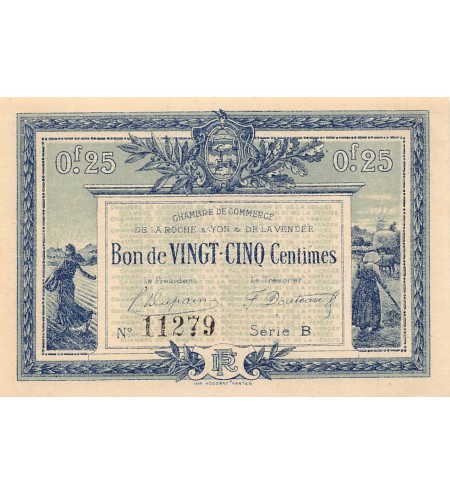 0f.25 0f.25
CHAMBRE DE COMMERCE
DE LA ROCHE S/YON & DE LA VENDÉE
Bon de VINGT-CINQ Centimes
Le Président Le Trésorier
No 11279 Série B
RF